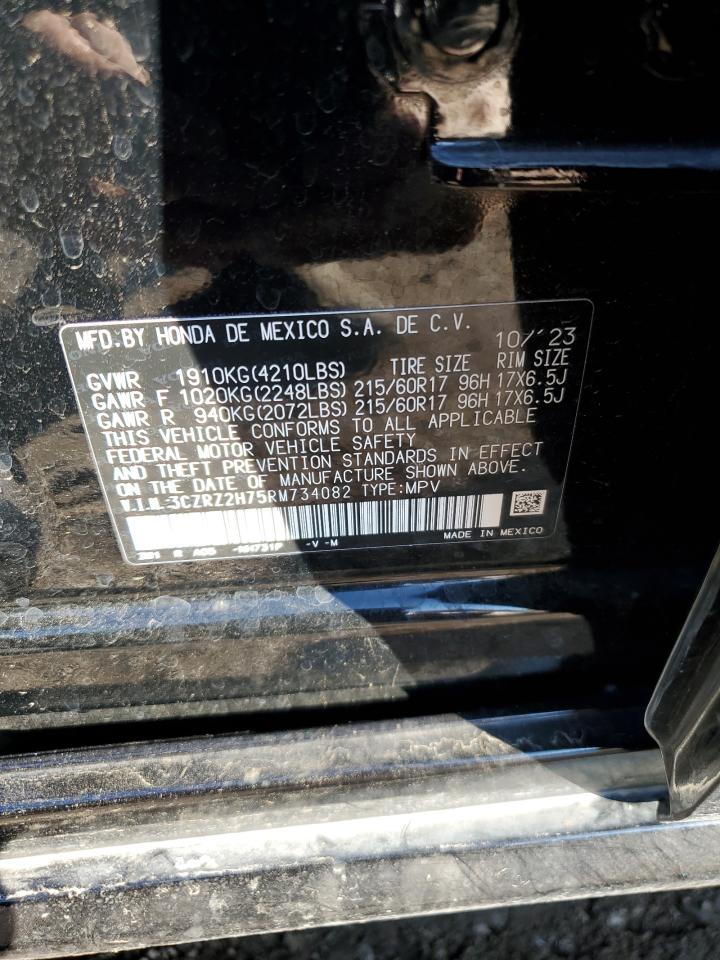 MFD.BY HONDA DE MEXICO S.A. DE C.V. 10/'23
GVWR 1910KG(4210LBS) TIRE SIZE RIM SIZE
GAWR F 1020KG(2248LBS) 215/60R17 96H 17X6.5J
GAWR R 940KG(2072LBS) 215/60R17 96H 17X6.5J
THIS VEHICLE CONFORMS TO ALL APPLICABLE
FEDERAL MOTOR VEHICLE SAFETY
AND THEFT PREVENTION STANDARDS IN EFFECT
ON THE DATE OF MANUFACTURE SHOWN ABOVE.
V.I.N. 3CZRZ2H75RM734082 TYPE:MPV
MADE IN MEXICO
-V -M